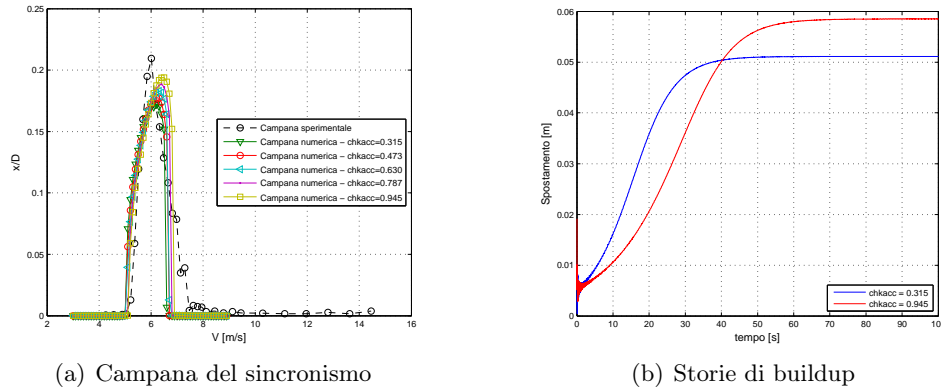 0.25
0.2
0.15
0.1
0.05
0
2 4 6 8 10 12 14 16
x/D
V [m/s]
Campana sperimentale
Campana numerica − chkacc=0.315
Campana numerica − chkacc=0.473
Campana numerica − chkacc=0.630
Campana numerica − chkacc=0.787
Campana numerica − chkacc=0.945
(a) Campana del sincronismo
0.06
0.05
0.04
0.03
0.02
0.01
0
0 10 20 30 40 50 60 70 80 90 100
Spostamento [m]
tempo [s]
chkacc = 0.315
chkacc = 0.945
(b) Storie di buildup